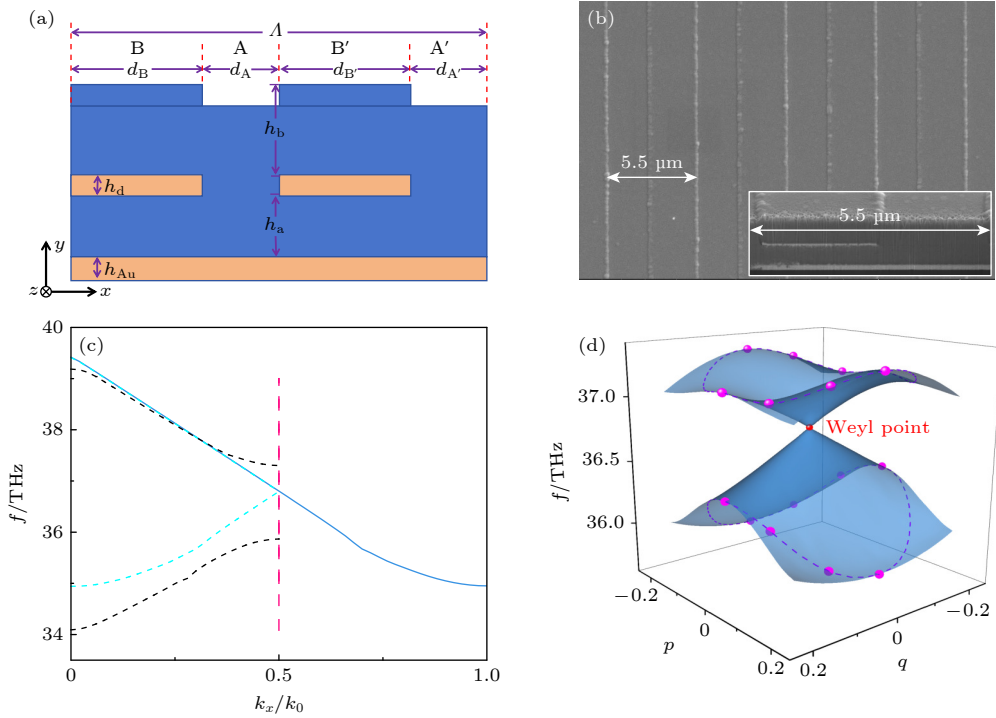 (a)
Λ
B A B′ A′
d_B d_A d_B′ d_A′
h_b
h_d
h_a
h_Au
y
z x
(b)
5.5 μm
5.5 μm
(c)
40
38
36
34
f/THz
0 0.5 1.0
k_x/k_0
(d)
37.0
36.5
36.0
f/THz
Weyl point
−0.2
0
0.2
p
0.2
0
−0.2
q